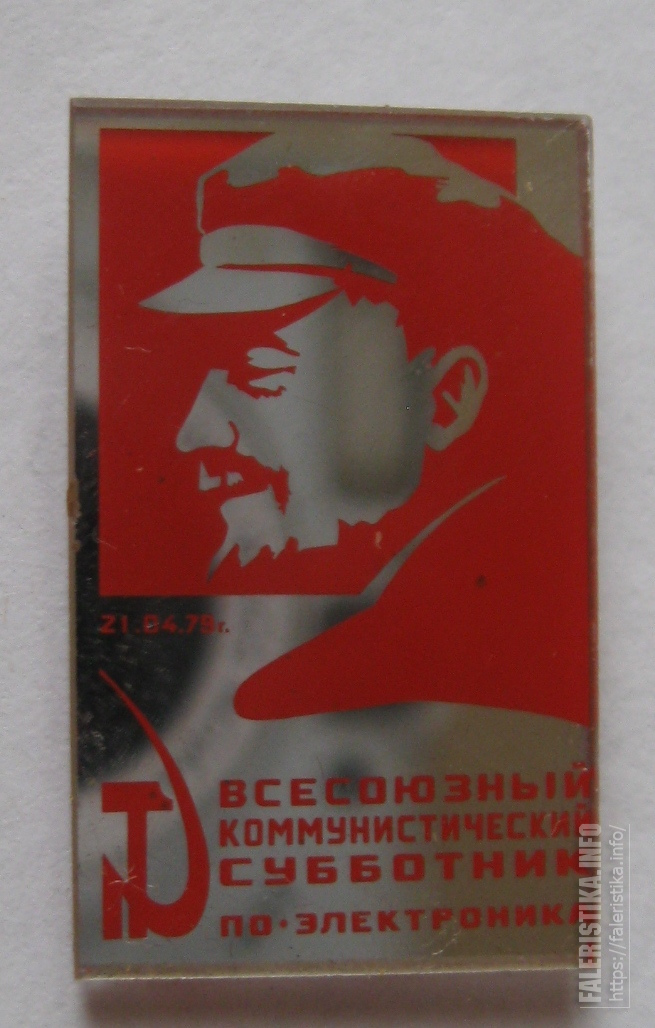 21.04.79г.
ВСЕСОЮЗНЫЙ
КОММУНИСТИЧЕСКИЙ
СУББОТНИК
ПО·ЭЛЕКТРОНИКА
FALERISTIKA.INFO
https://faleristika.info/